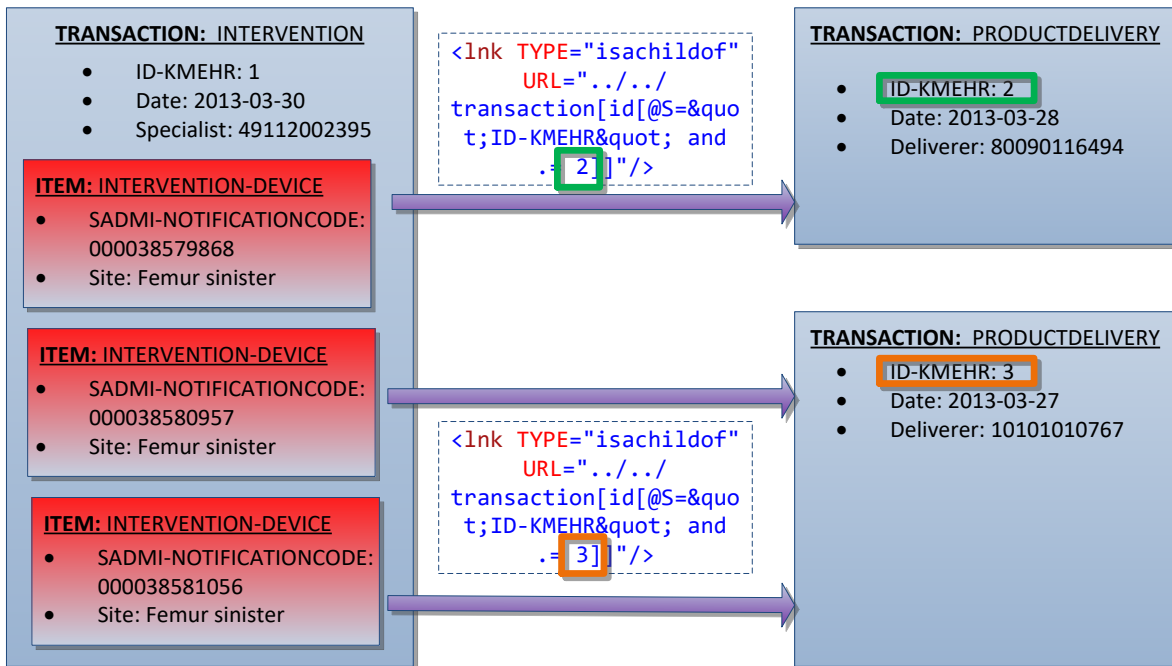 TRANSACTION: INTERVENTION
• ID-KMEHR: 1
• Date: 2013-03-30
• Specialist: 49112002395
ITEM: INTERVENTION-DEVICE
• SADMI-NOTIFICATIONCODE:
000038579868
• Site: Femur sinister
ITEM: INTERVENTION-DEVICE
• SADMI-NOTIFICATIONCODE:
000038580957
• Site: Femur sinister
ITEM: INTERVENTION-DEVICE
• SADMI-NOTIFICATIONCODE:
000038581056
• Site: Femur sinister
<lnk TYPE="isachildof"
URL="../../
transaction[id[@S=&quo
t;ID-KMEHR&quot; and
.= 2]]"/>
<lnk TYPE="isachildof"
URL="../../
transaction[id[@S=&quo
t;ID-KMEHR&quot; and
.= 3]]"/>
TRANSACTION: PRODUCTDELIVERY
• ID-KMEHR: 2
• Date: 2013-03-28
• Deliverer: 80090116494
TRANSACTION: PRODUCTDELIVERY
• ID-KMEHR: 3
• Date: 2013-03-27
• Deliverer: 10101010767